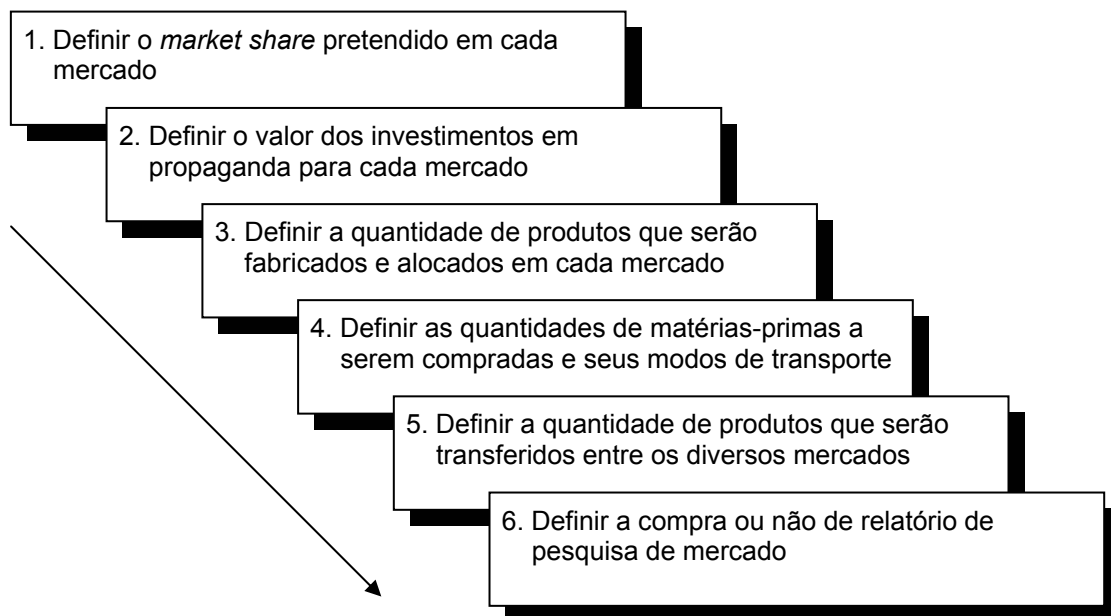 1. Definir o market share pretendido em cada
mercado
2. Definir o valor dos investimentos em
propaganda para cada mercado
3. Definir a quantidade de produtos que serão
fabricados e alocados em cada mercado
4. Definir as quantidades de matérias-primas a
serem compradas e seus modos de transporte
5. Definir a quantidade de produtos que serão
transferidos entre os diversos mercados
6. Definir a compra ou não de relatório de
pesquisa de mercado